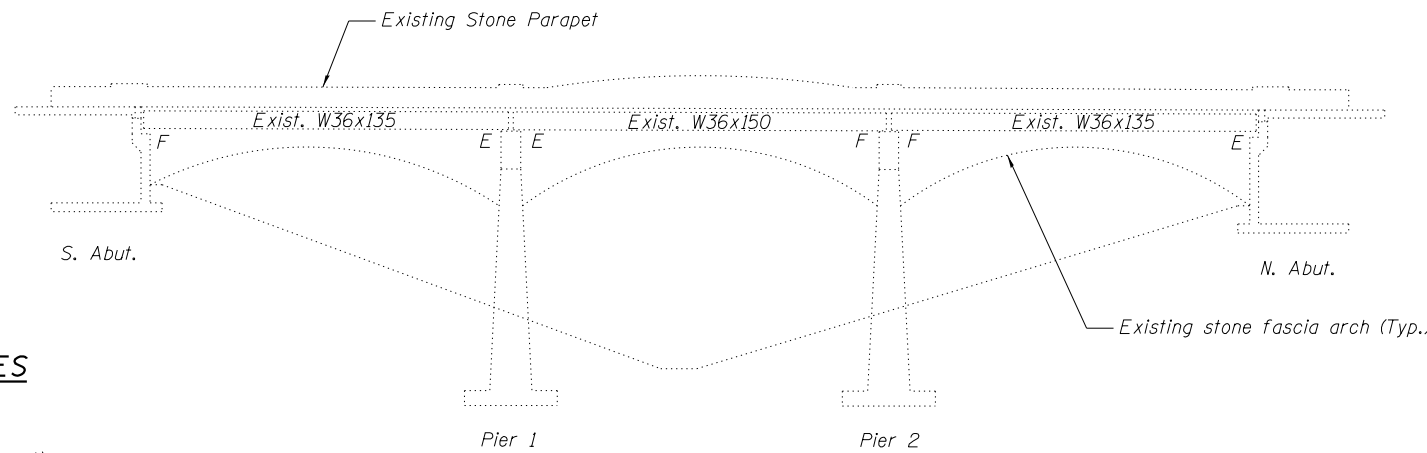 Existing Stone Parapet
Exist. W36x135
Exist. W36x150
Exist. W36x135
F
E
E
F
F
E
S. Abut.
N. Abut.
Existing stone fascia arch (Typ.
ES
Pier 1
Pier 2